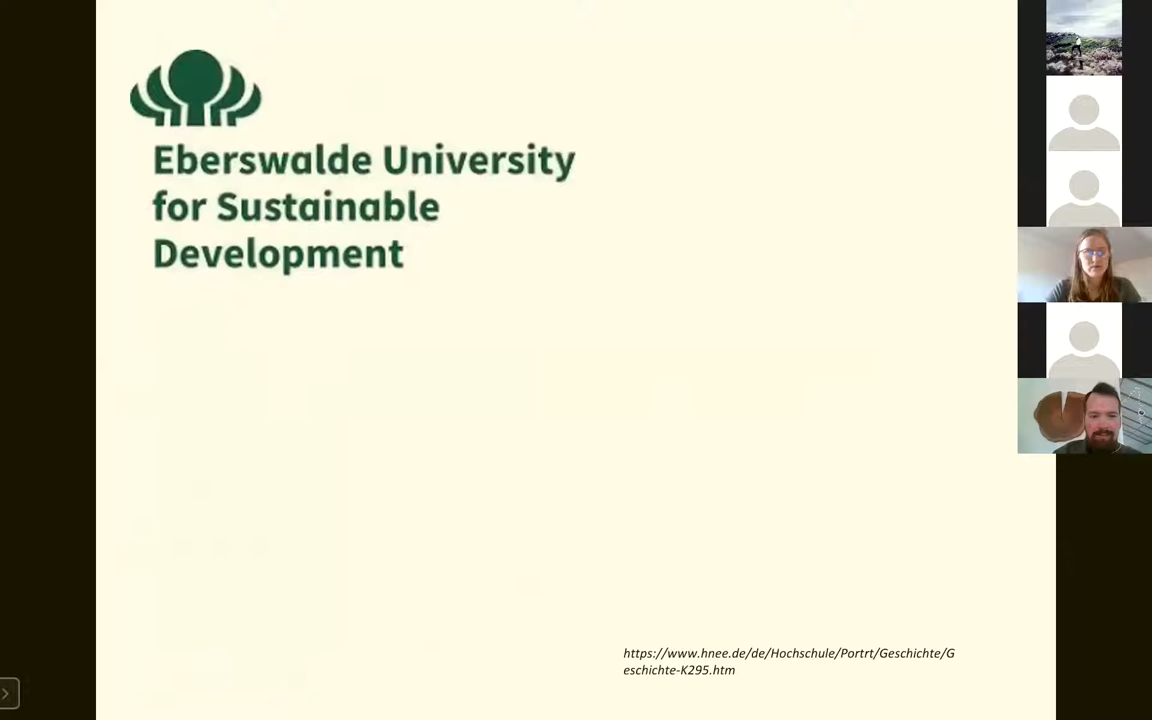 Eberswalde University
for Sustainable
Development
https://www.hnee.de/de/Hochschule/Portrt/Geschichte/G
eschichte-K295.htm